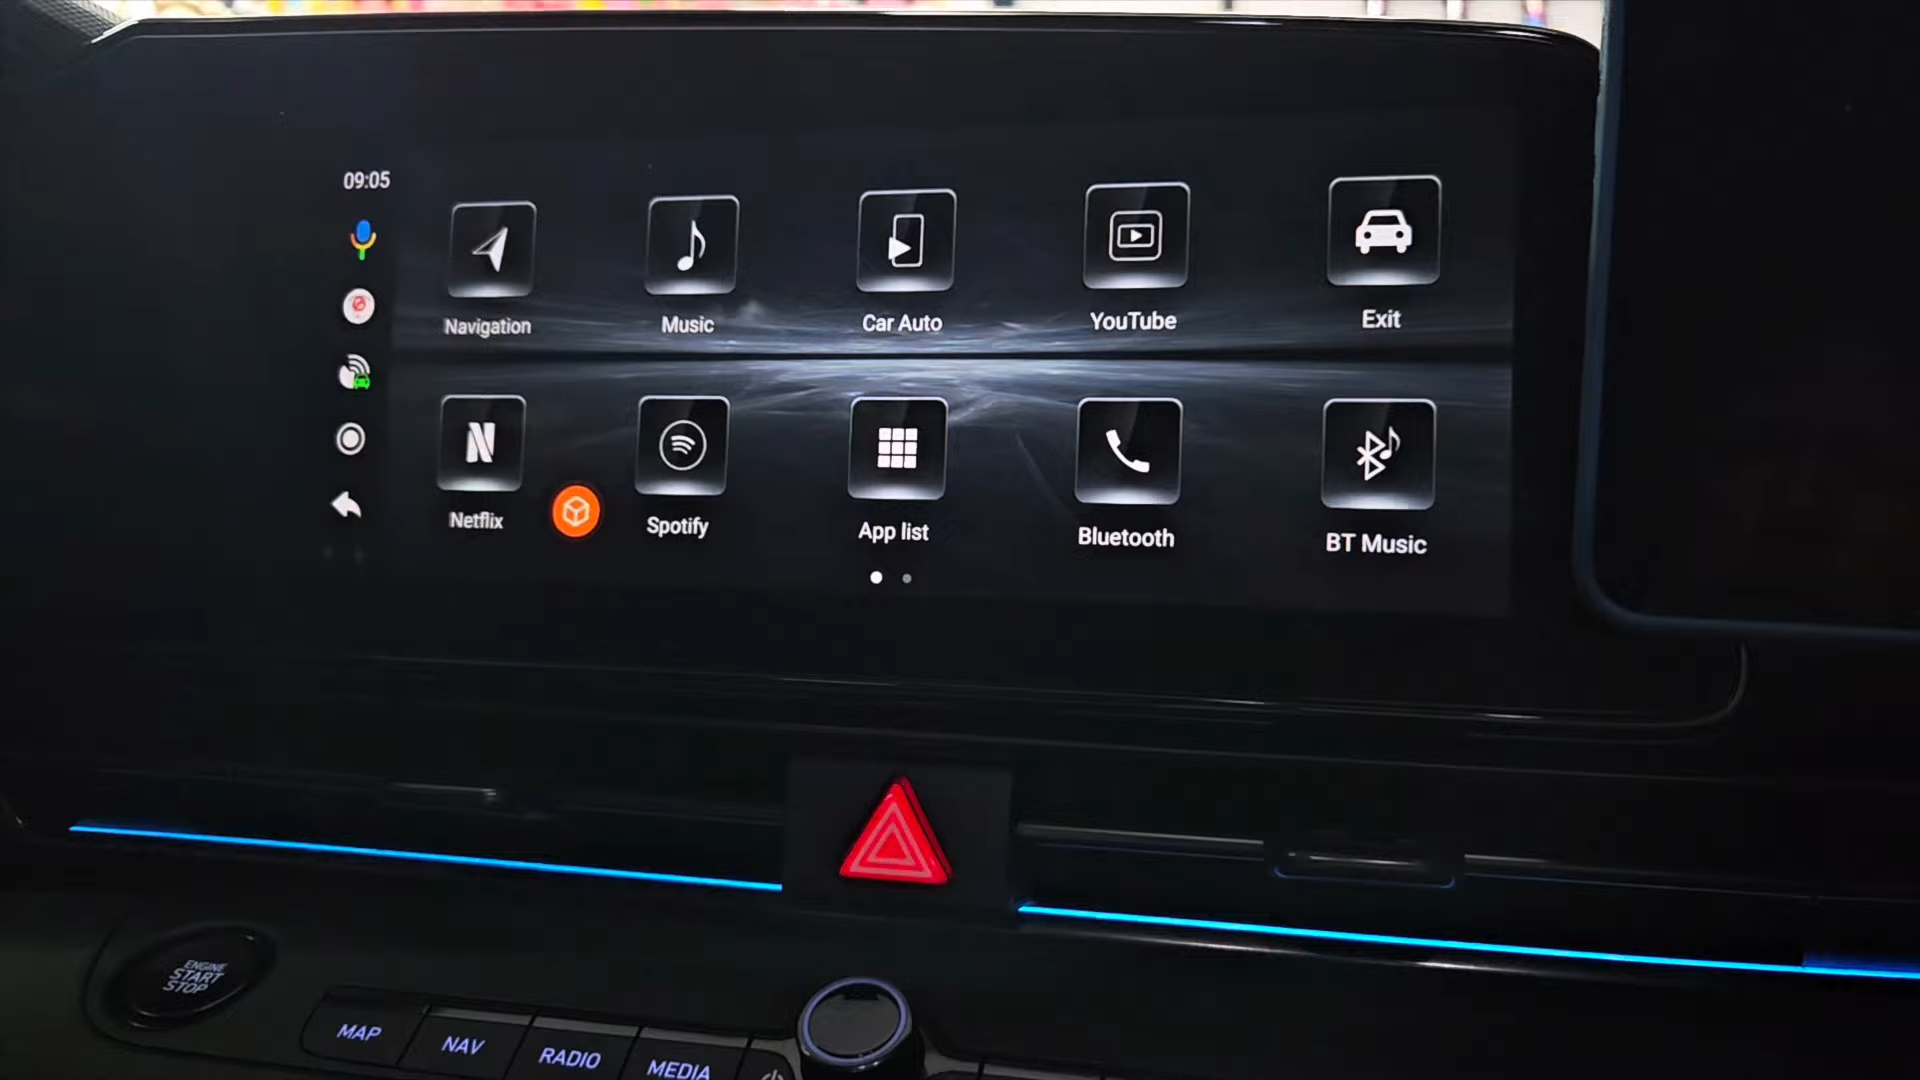 09:05
Navigation
Music
Car Auto
YouTube
Exit
Netflix
Spotify
App list
Bluetooth
BT Music
ENGINE
START
STOP
MAP
NAV
RADIO
MEDIA